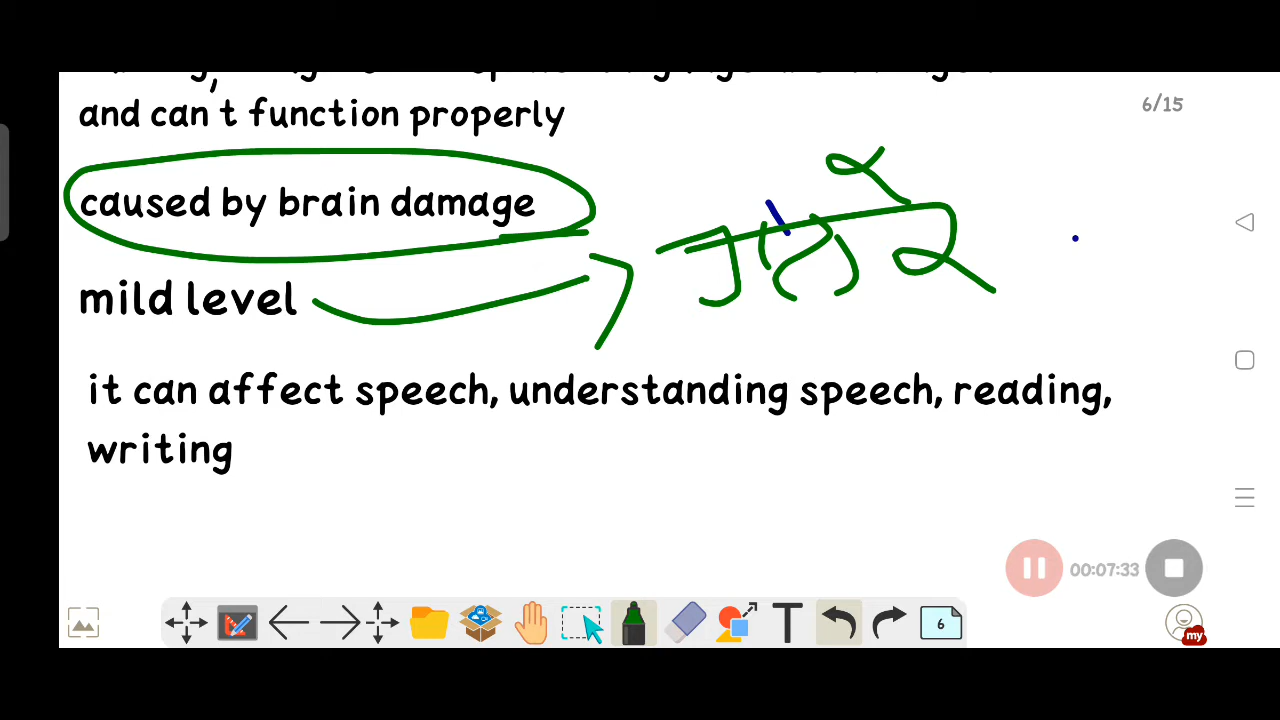 and can't function properly
6/15
caused by brain damage
mild level
it can affect speech, understanding speech, reading,
writing
00:07:33
6
my